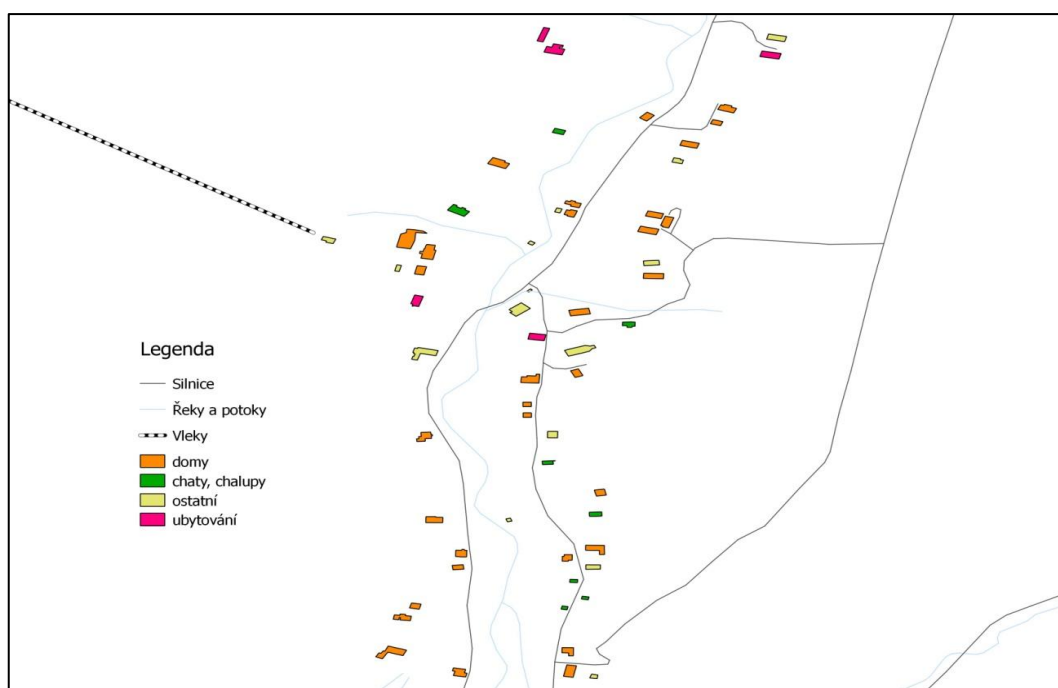 Legenda
Silnice
Řeky a potoky
Vleky
domy
chaty, chalupy
ostatní
ubytování